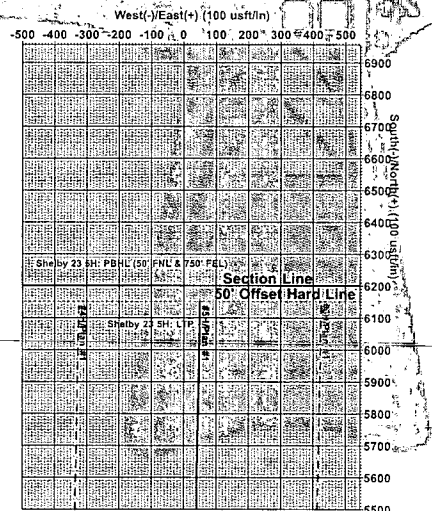 West(-)/East(+) (100 usft/in)
-500 -400 -300 -200 -100 0 100 200 300 400 500
6900
6800
6700
6600
6500
6400
6300
6200
6100
6000
5900
5800
5700
5600
5500
South(-)/North(+) (100 usft/in)
Shelby 23 5H: PBHL (50' FNL & 750' FEL)
Section Line
50' Offset Hard Line
Shelby 23 5H: LTP